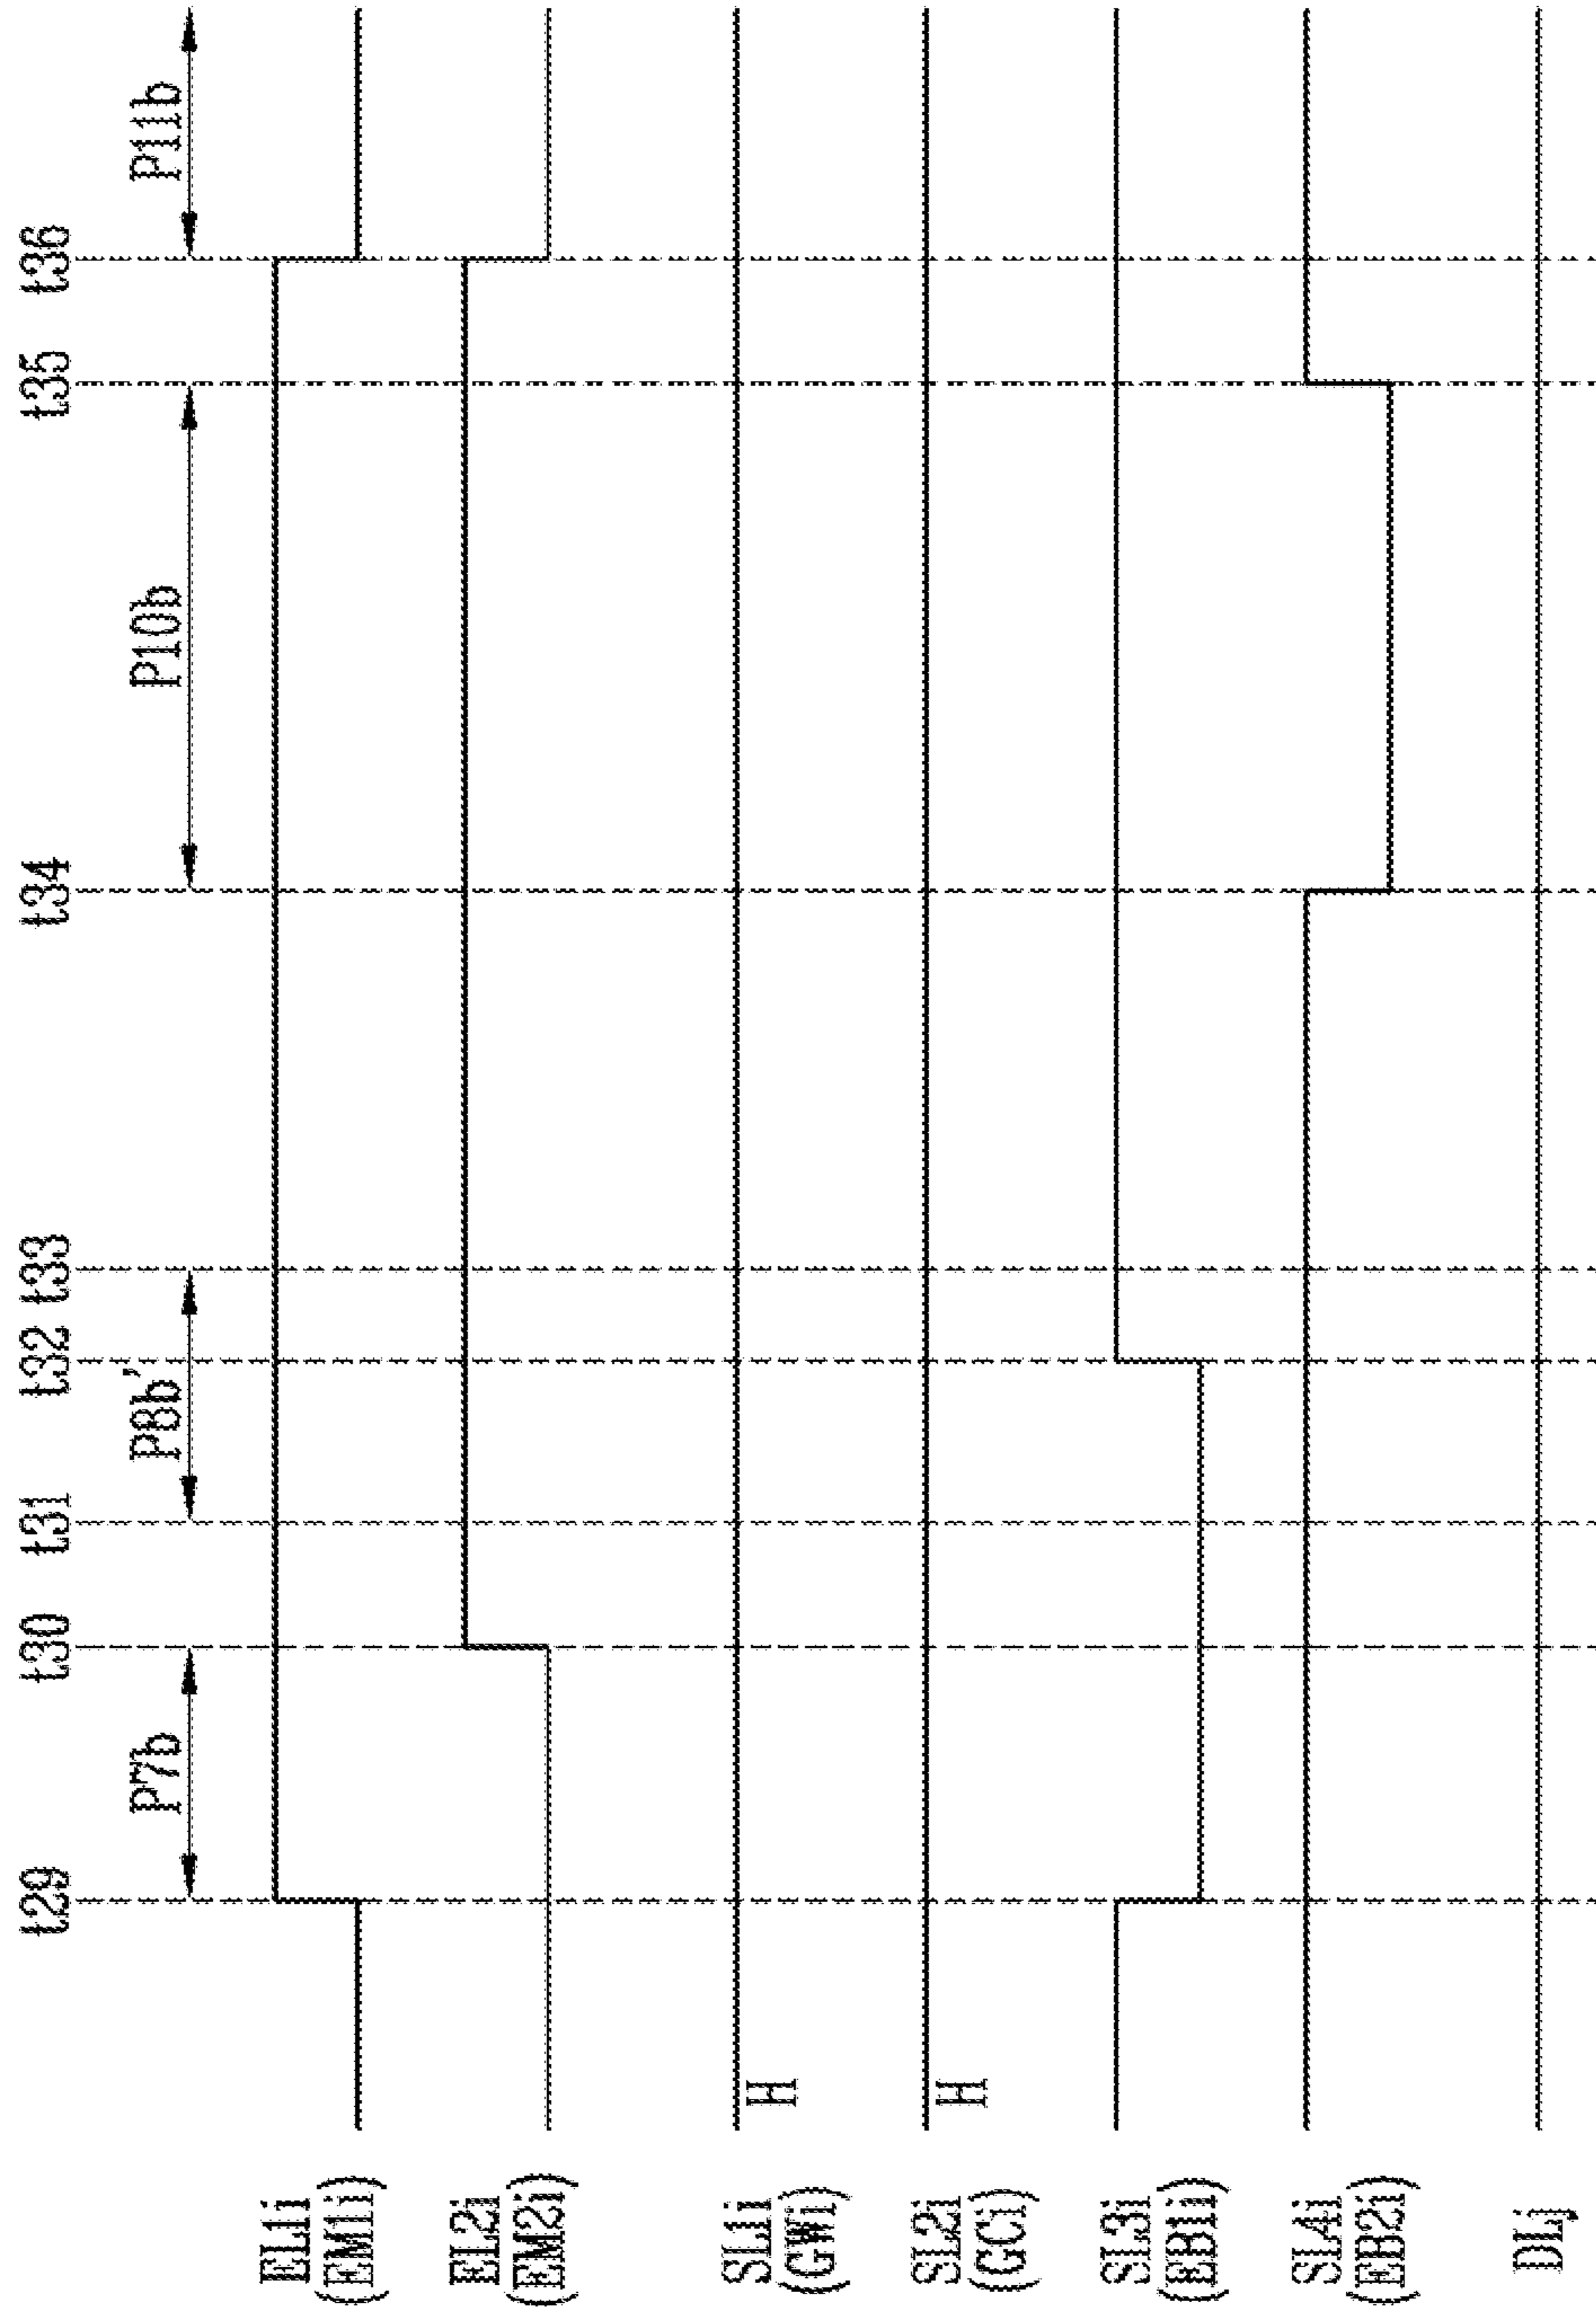 t29 t30 t31 t32 t33 t34 t35 t36
P7b P8b' P10b P11b
EL1i
(EM1i)
EL2i
(EM2i)
SL1i
(GWi)
H
SL2i
(GCi)
H
SL3i
(EB1i)
SL4i
(EB2i)
DLj